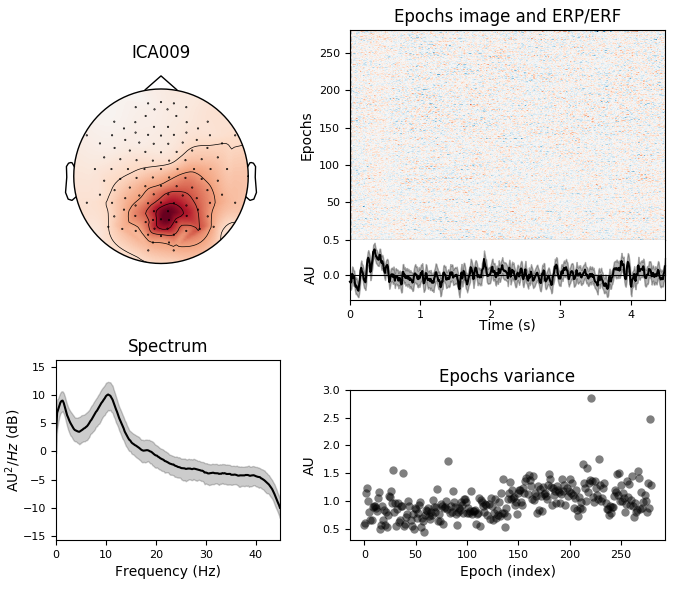 ICA009
Epochs image and ERP/ERF
Epochs
250
200
150
100
50
0.5
AU
0.0
0 1 2 3 4
Time (s)
Spectrum
AU²/Hz (dB)
15
10
5
0
−5
−10
−15
0 10 20 30 40
Frequency (Hz)
Epochs variance
AU
3.0
2.5
2.0
1.5
1.0
0.5
0 50 100 150 200 250
Epoch (index)